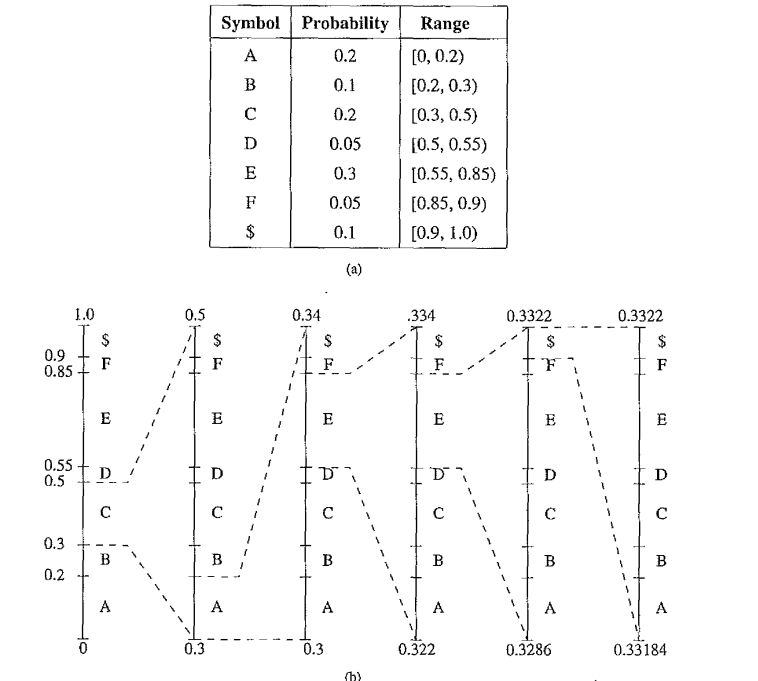 Symbol Probability Range
A 0.2 [0, 0.2)
B 0.1 [0.2, 0.3)
C 0.2 [0.3, 0.5)
D 0.05 [0.5, 0.55)
E 0.3 [0.55, 0.85)
F 0.05 [0.85, 0.9)
$ 0.1 [0.9, 1.0)
(a)
1.0 0.5 0.34 .334 0.3322 0.3322
$ $ $ $ $ $
0.9 F F F F F F
0.85
E E E E E E
0.55 D D D D D D
0.5
C C C C C C
0.3
B B B B B B
0.2
A A A A A A
0 0.3 0.3 0.322 0.3286 0.33184
(b)